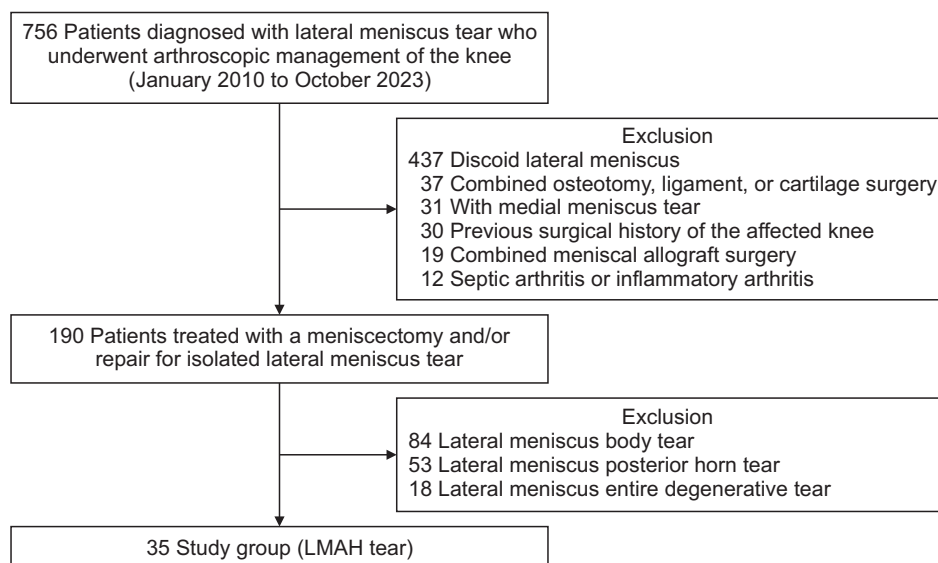 756 Patients diagnosed with lateral meniscus tear who
underwent arthroscopic management of the knee
(January 2010 to October 2023)
Exclusion
437 Discoid lateral meniscus
37 Combined osteotomy, ligament, or cartilage surgery
31 With medial meniscus tear
30 Previous surgical history of the affected knee
19 Combined meniscal allograft surgery
12 Septic arthritis or inflammatory arthritis
190 Patients treated with a meniscectomy and/or
repair for isolated lateral meniscus tear
Exclusion
84 Lateral meniscus body tear
53 Lateral meniscus posterior horn tear
18 Lateral meniscus entire degenerative tear
35 Study group (LMAH tear)